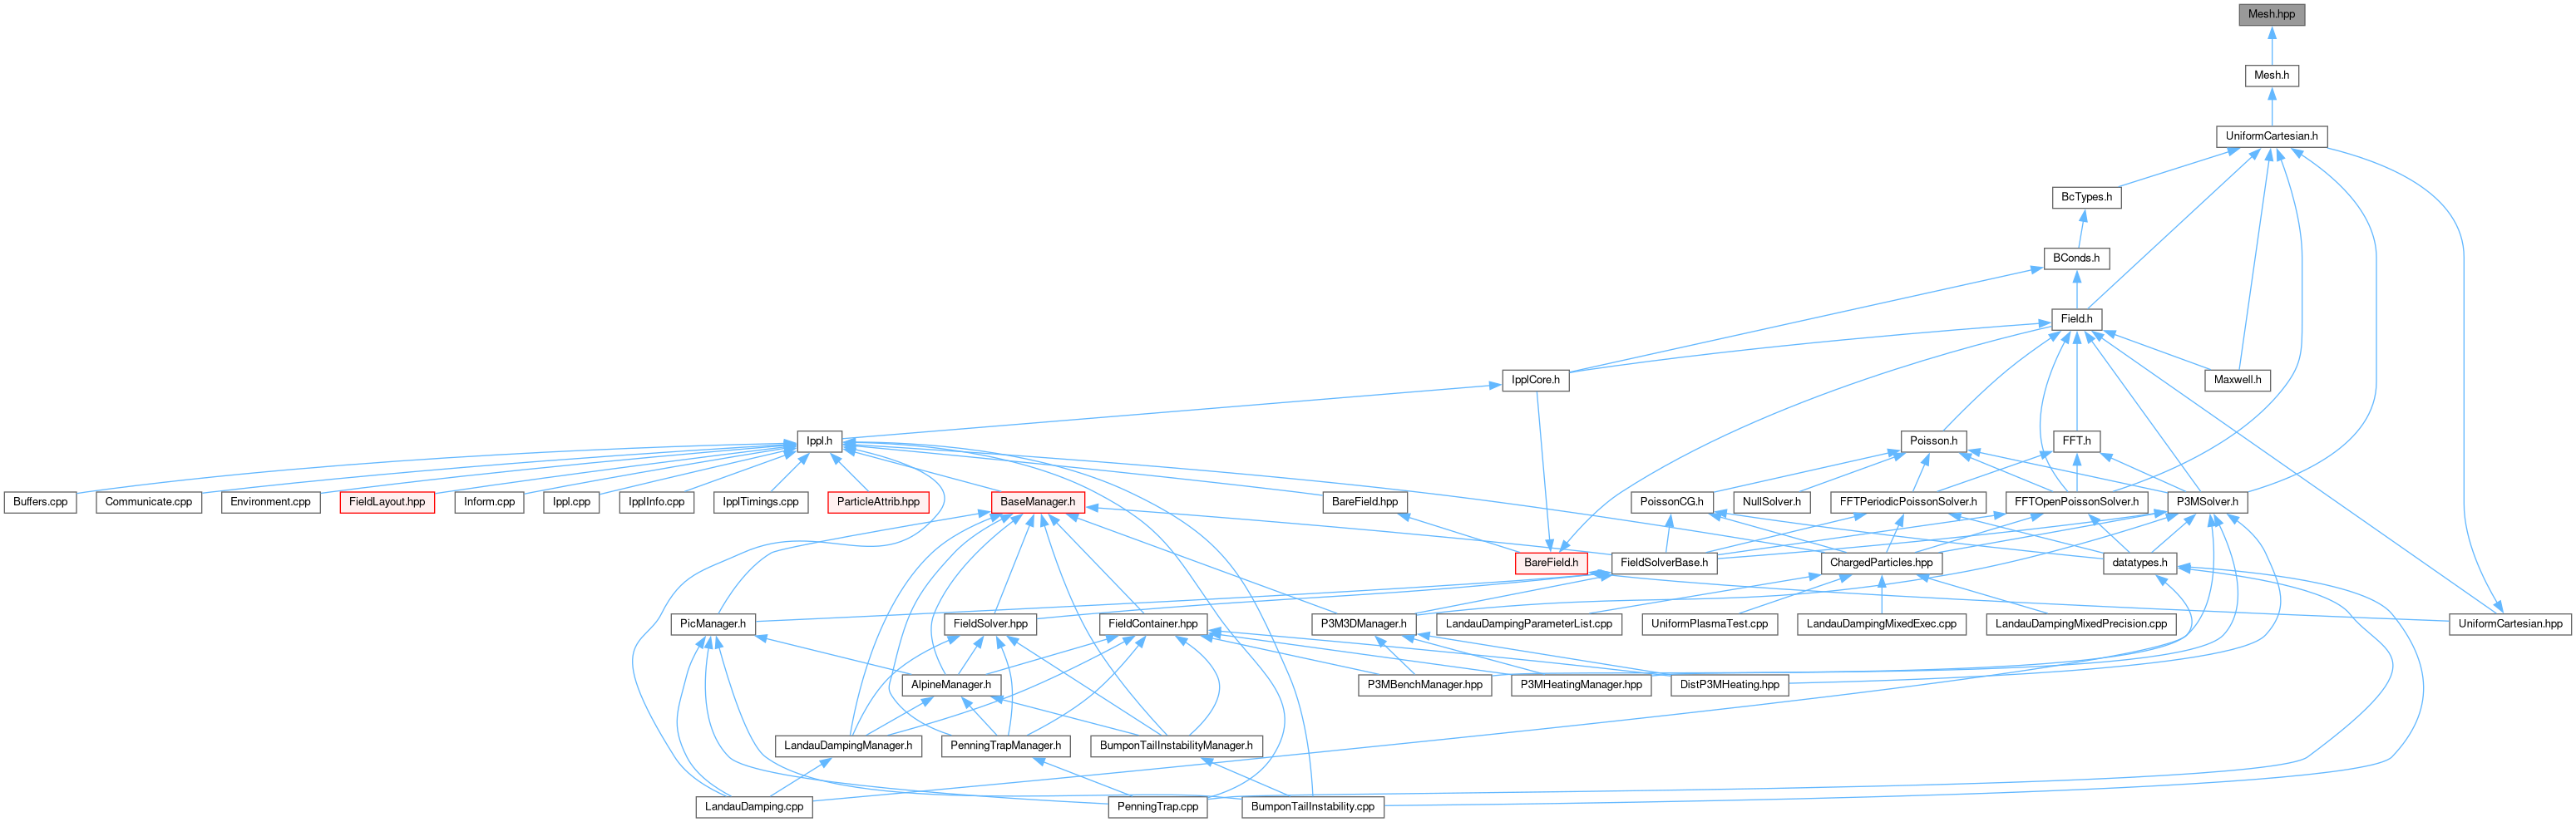 Mesh.hpp
Mesh.h
UniformCartesian.h
BcTypes.h
BConds.h
Field.h
IpplCore.h
Maxwell.h
Ippl.h
Poisson.h
FFT.h
Buffers.cpp
Communicate.cpp
Environment.cpp
FieldLayout.hpp
Inform.cpp
Ippl.cpp
IpplInfo.cpp
IpplTimings.cpp
ParticleAttrib.hpp
BaseManager.h
BareField.hpp
PoissonCG.h
NullSolver.h
FFTPeriodicPoissonSolver.h
FFTOpenPoissonSolver.h
P3MSolver.h
BareField.h
FieldSolverBase.h
ChargedParticles.hpp
datatypes.h
PicManager.h
FieldSolver.hpp
FieldContainer.hpp
P3M3DManager.h
LandauDampingParameterList.cpp
UniformPlasmaTest.cpp
LandauDampingMixedExec.cpp
LandauDampingMixedPrecision.cpp
UniformCartesian.hpp
AlpineManager.h
P3MBenchManager.hpp
P3MHeatingManager.hpp
DistP3MHeating.hpp
LandauDampingManager.h
PenningTrapManager.h
BumponTailInstabilityManager.h
LandauDamping.cpp
PenningTrap.cpp
BumponTailInstability.cpp